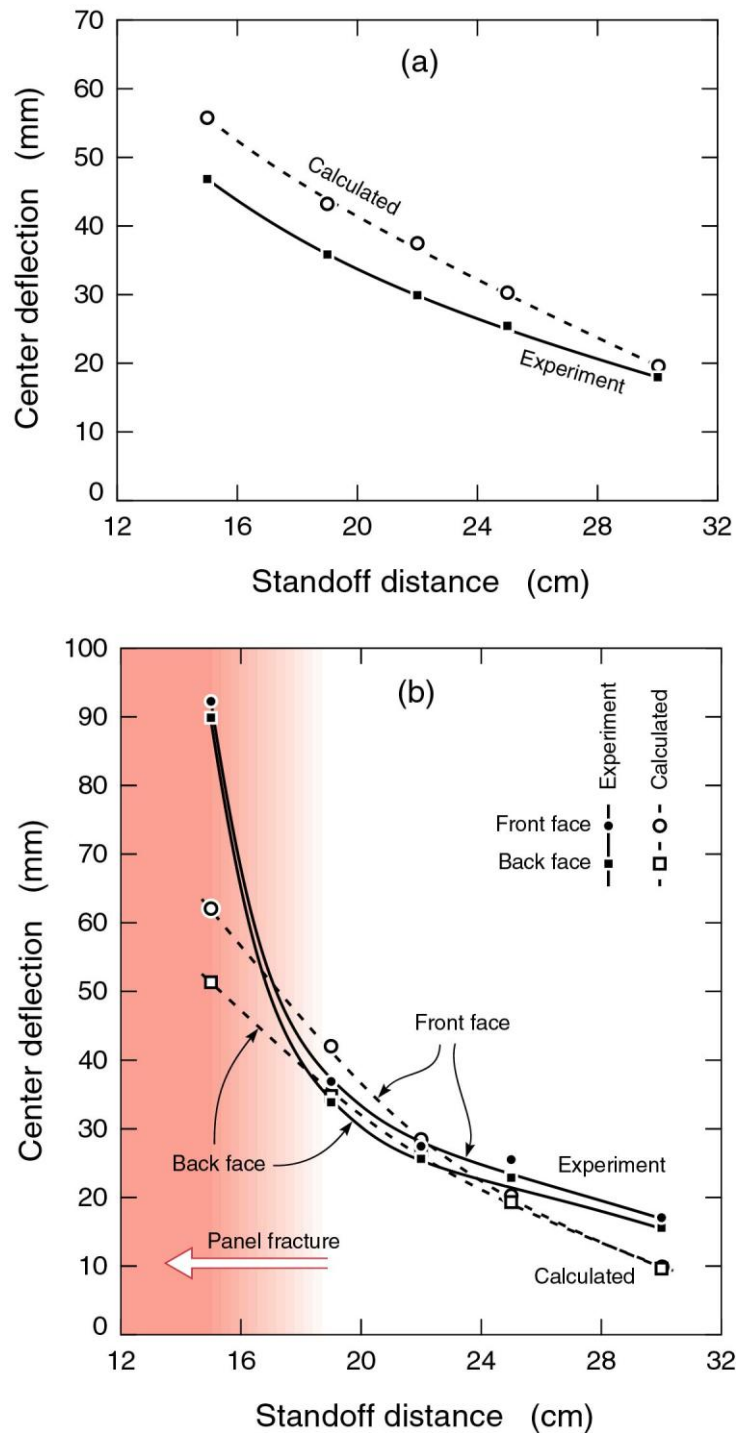 (a)
Center deflection (mm)
70
60
50
40
30
20
10
0
Calculated
Experiment
12 16 20 24 28 32
Standoff distance (cm)
(b)
Center deflection (mm)
100
90
80
70
60
50
40
30
20
10
0
Experiment
Calculated
Front face
Back face
Front face
Back face
Experiment
Panel fracture
Calculated
12 16 20 24 28 32
Standoff distance (cm)